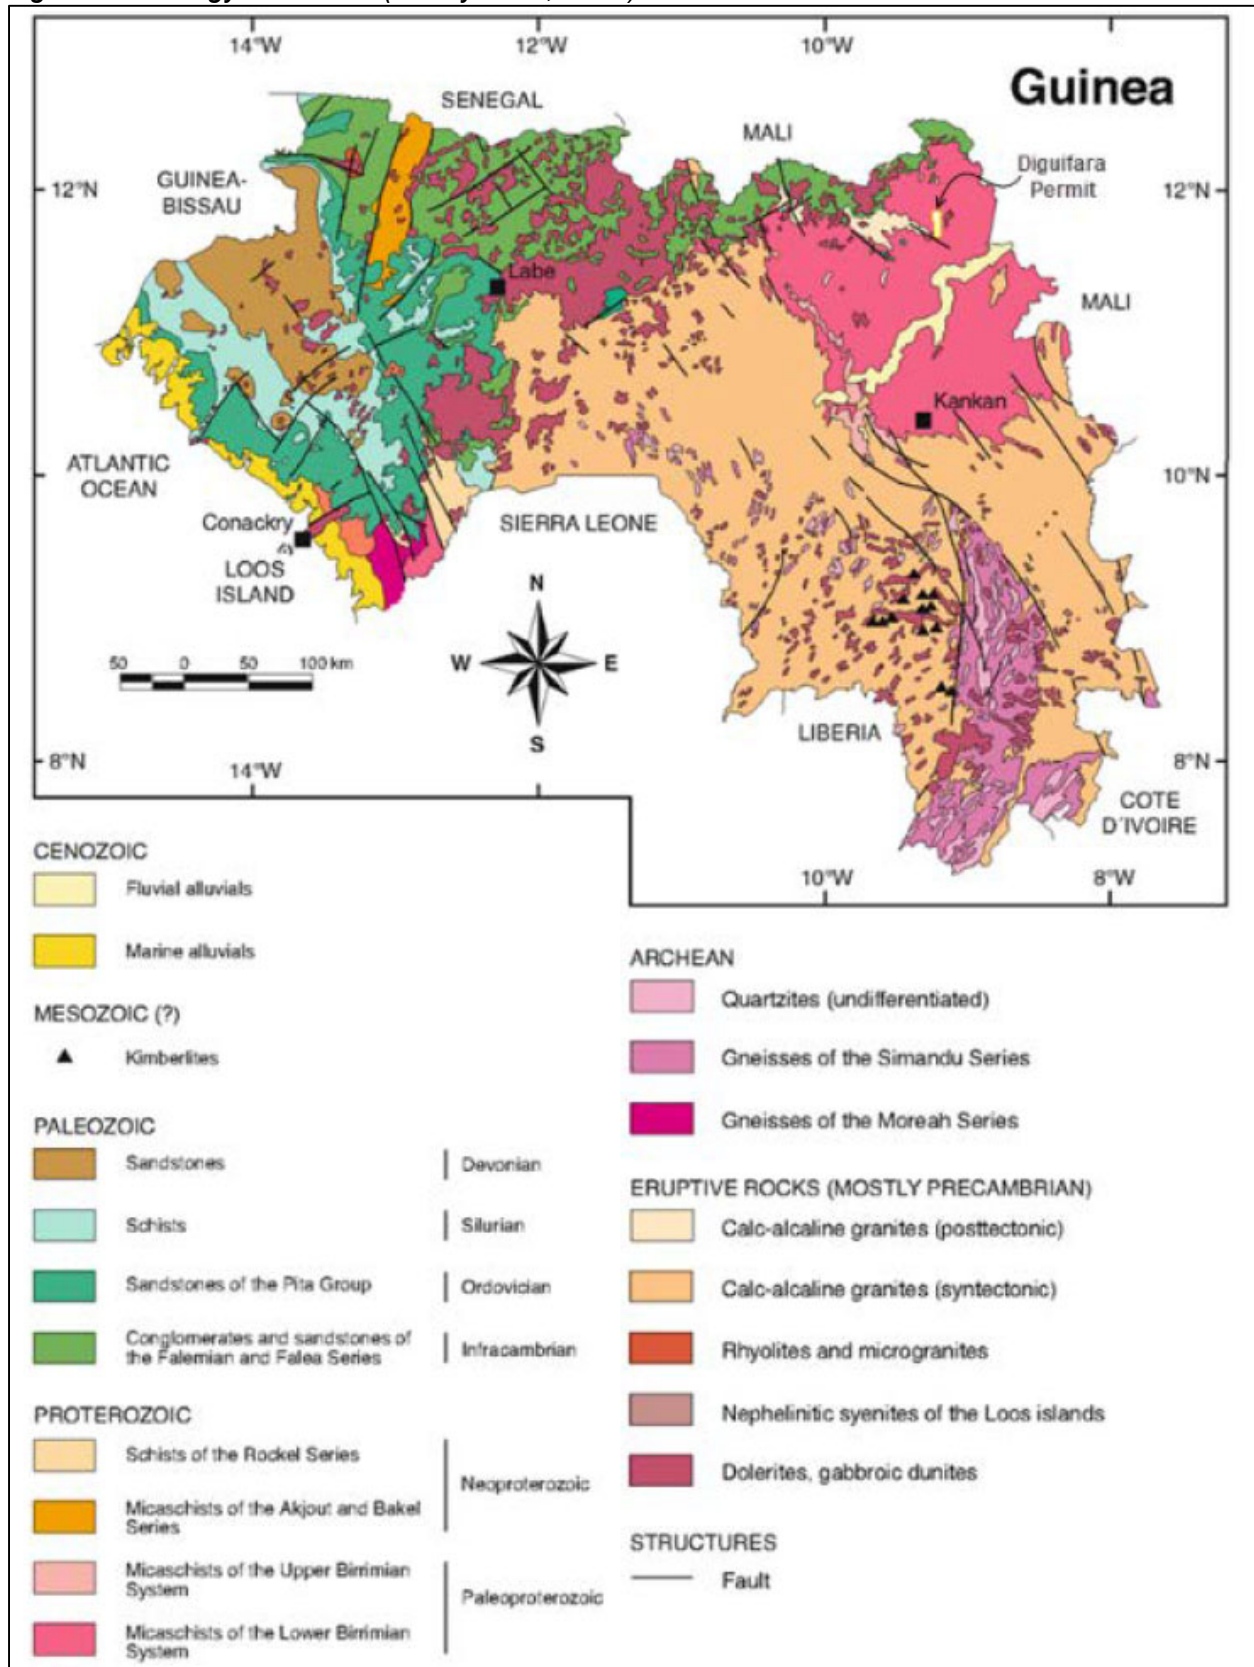 14°W
12°W
10°W
Guinea
SENEGAL
MALI
Diguifara
Permit
12°N
GUINEA-
BISSAU
12°N
Labe
MALI
Kankan
ATLANTIC
OCEAN
10°N
Conackry
SIERRA LEONE
LOOS
ISLAND
N
W
E
S
50
0
50
100 km
LIBERIA
8°N
14°W
8°N
COTE
D'IVOIRE
10°W
8°W
CENOZOIC
Fluvial alluvials
Marine alluvials
MESOZOIC (?)
Kimberlites
PALEOZOIC
Sandstones
Devonian
Schists
Silurian
Sandstones of the Pita Group
Ordovician
Conglomerates and sandstones of
the Falemian and Falea Series
Infracambrian
PROTEROZOIC
Schists of the Rockel Series
Neoproterozoic
Micaschists of the Akjout and Bakel
Series
Micaschists of the Upper Birrimian
System
Paleoproterozoic
Micaschists of the Lower Birrimian
System
ARCHEAN
Quartzites (undifferentiated)
Gneisses of the Simandu Series
Gneisses of the Moreah Series
ERUPTIVE ROCKS (MOSTLY PRECAMBRIAN)
Calc-alcaline granites (posttectonic)
Calc-alcaline granites (syntectonic)
Rhyolites and microgranites
Nephelinitic syenites of the Loos islands
Dolerites, gabbroic dunites
STRUCTURES
Fault